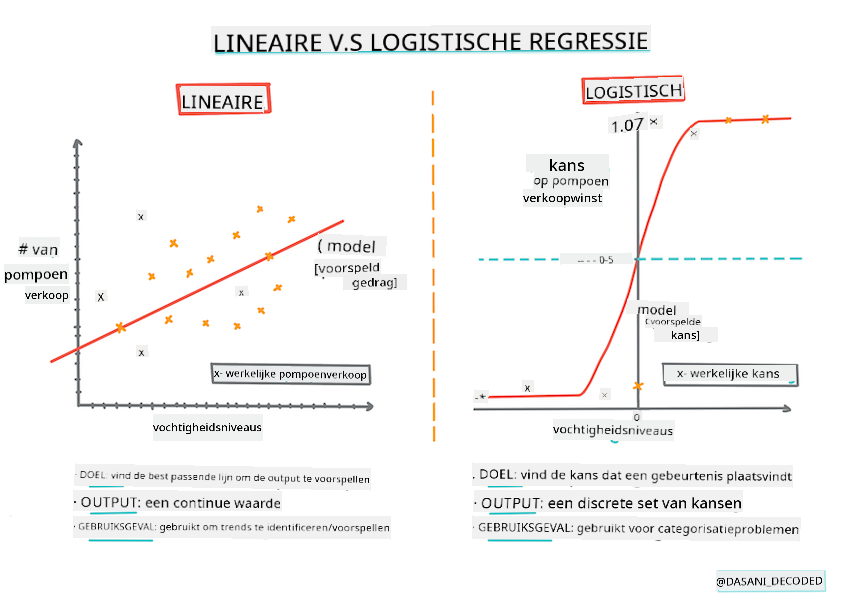 LINEAIRE V.S LOGISTISCHE REGRESSIE
LINEAIRE
# van
pompoen
verkoop
( model
[voorspeld
gedrag]
x- werkelijke pompoenverkoop
vochtigheidsniveaus
· DOEL: vind de best passende lijn om de output te voorspellen
· OUTPUT: een continue waarde
· GEBRUIKSGEVAL: gebruikt om trends te identificeren/voorspellen
LOGISTISCH
1.07
kans
op pompoen
verkoopwinst
---- 0-5
model
(voorspelde
kans]
x- werkelijke kans
0
vochtigheidsniveaus
. DOEL: vind de kans dat een gebeurtenis plaatsvindt
· OUTPUT: een discrete set van kansen
· GEBRUIKSGEVAL: gebruikt voor categorisatieproblemen
@DASANI_DECODED